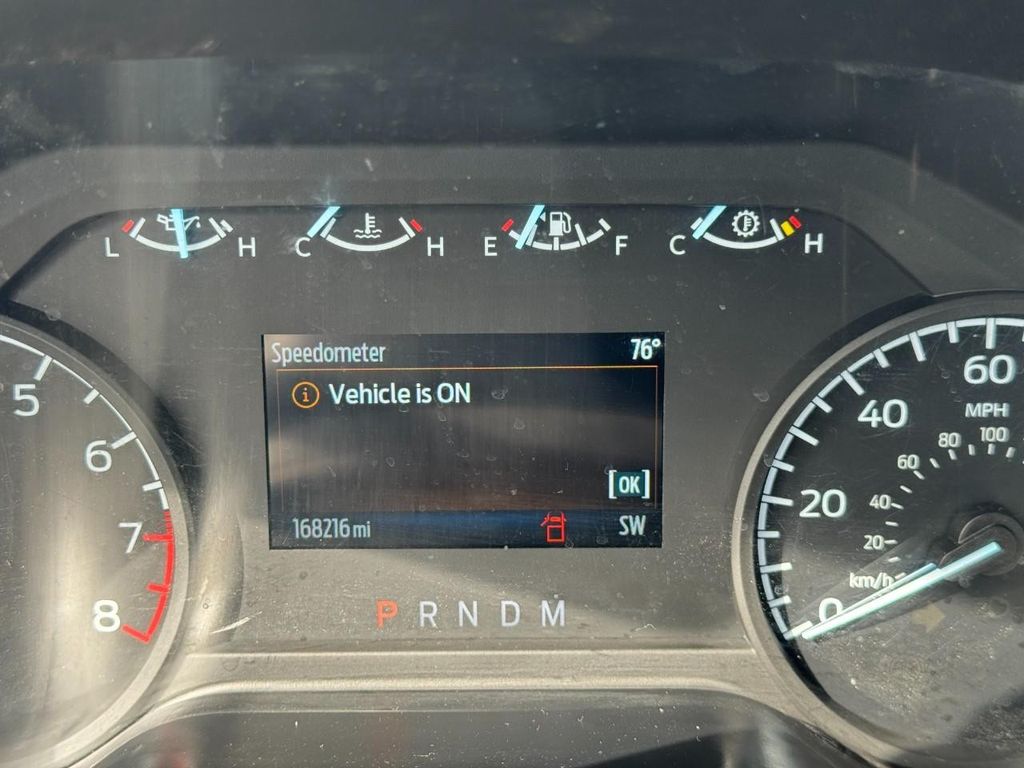 L H C H E F C H
Speedometer 76°
i Vehicle is ON
[OK]
168216 mi SW
P R N D M
5
6
7
8
60
MPH
40
80 100
60
20
40
20
km/h
0